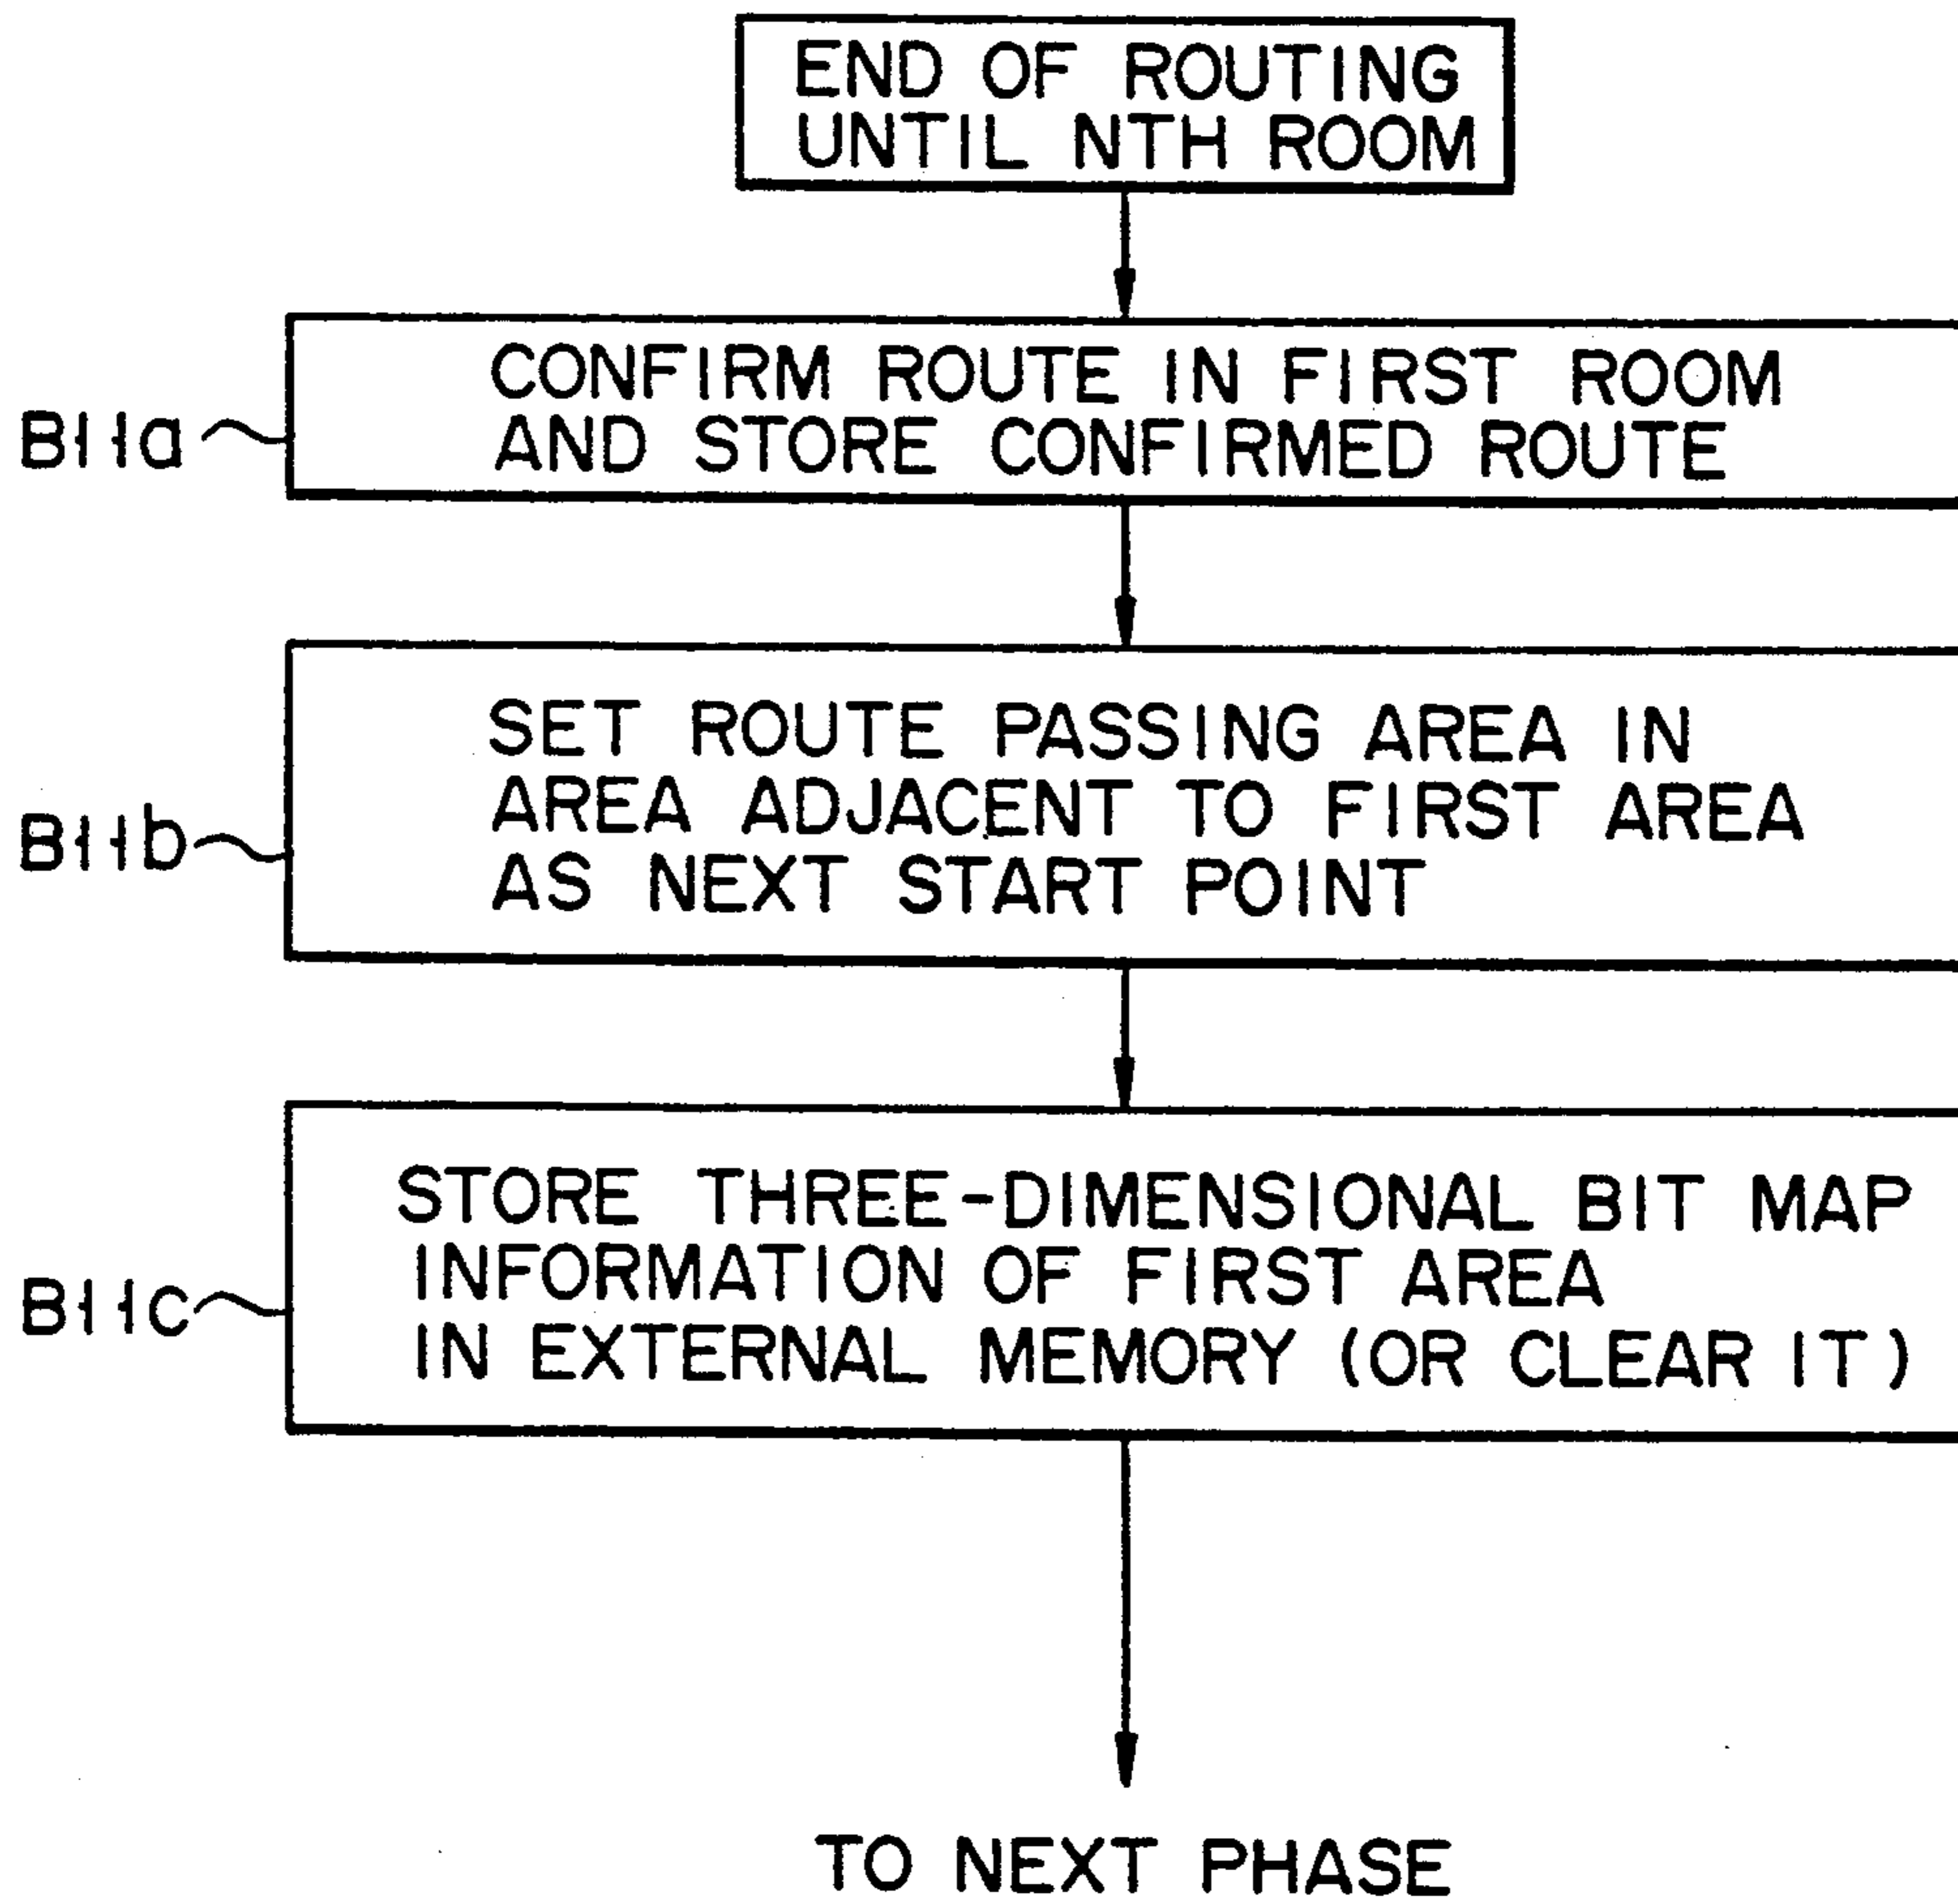 END OF ROUTING
UNTIL NTH ROOM
CONFIRM ROUTE IN FIRST ROOM
AND STORE CONFIRMED ROUTE
B11a
SET ROUTE PASSING AREA IN
AREA ADJACENT TO FIRST AREA
AS NEXT START POINT
B11b
STORE THREE-DIMENSIONAL BIT MAP
INFORMATION OF FIRST AREA
IN EXTERNAL MEMORY (OR CLEAR IT)
B11c
TO NEXT PHASE